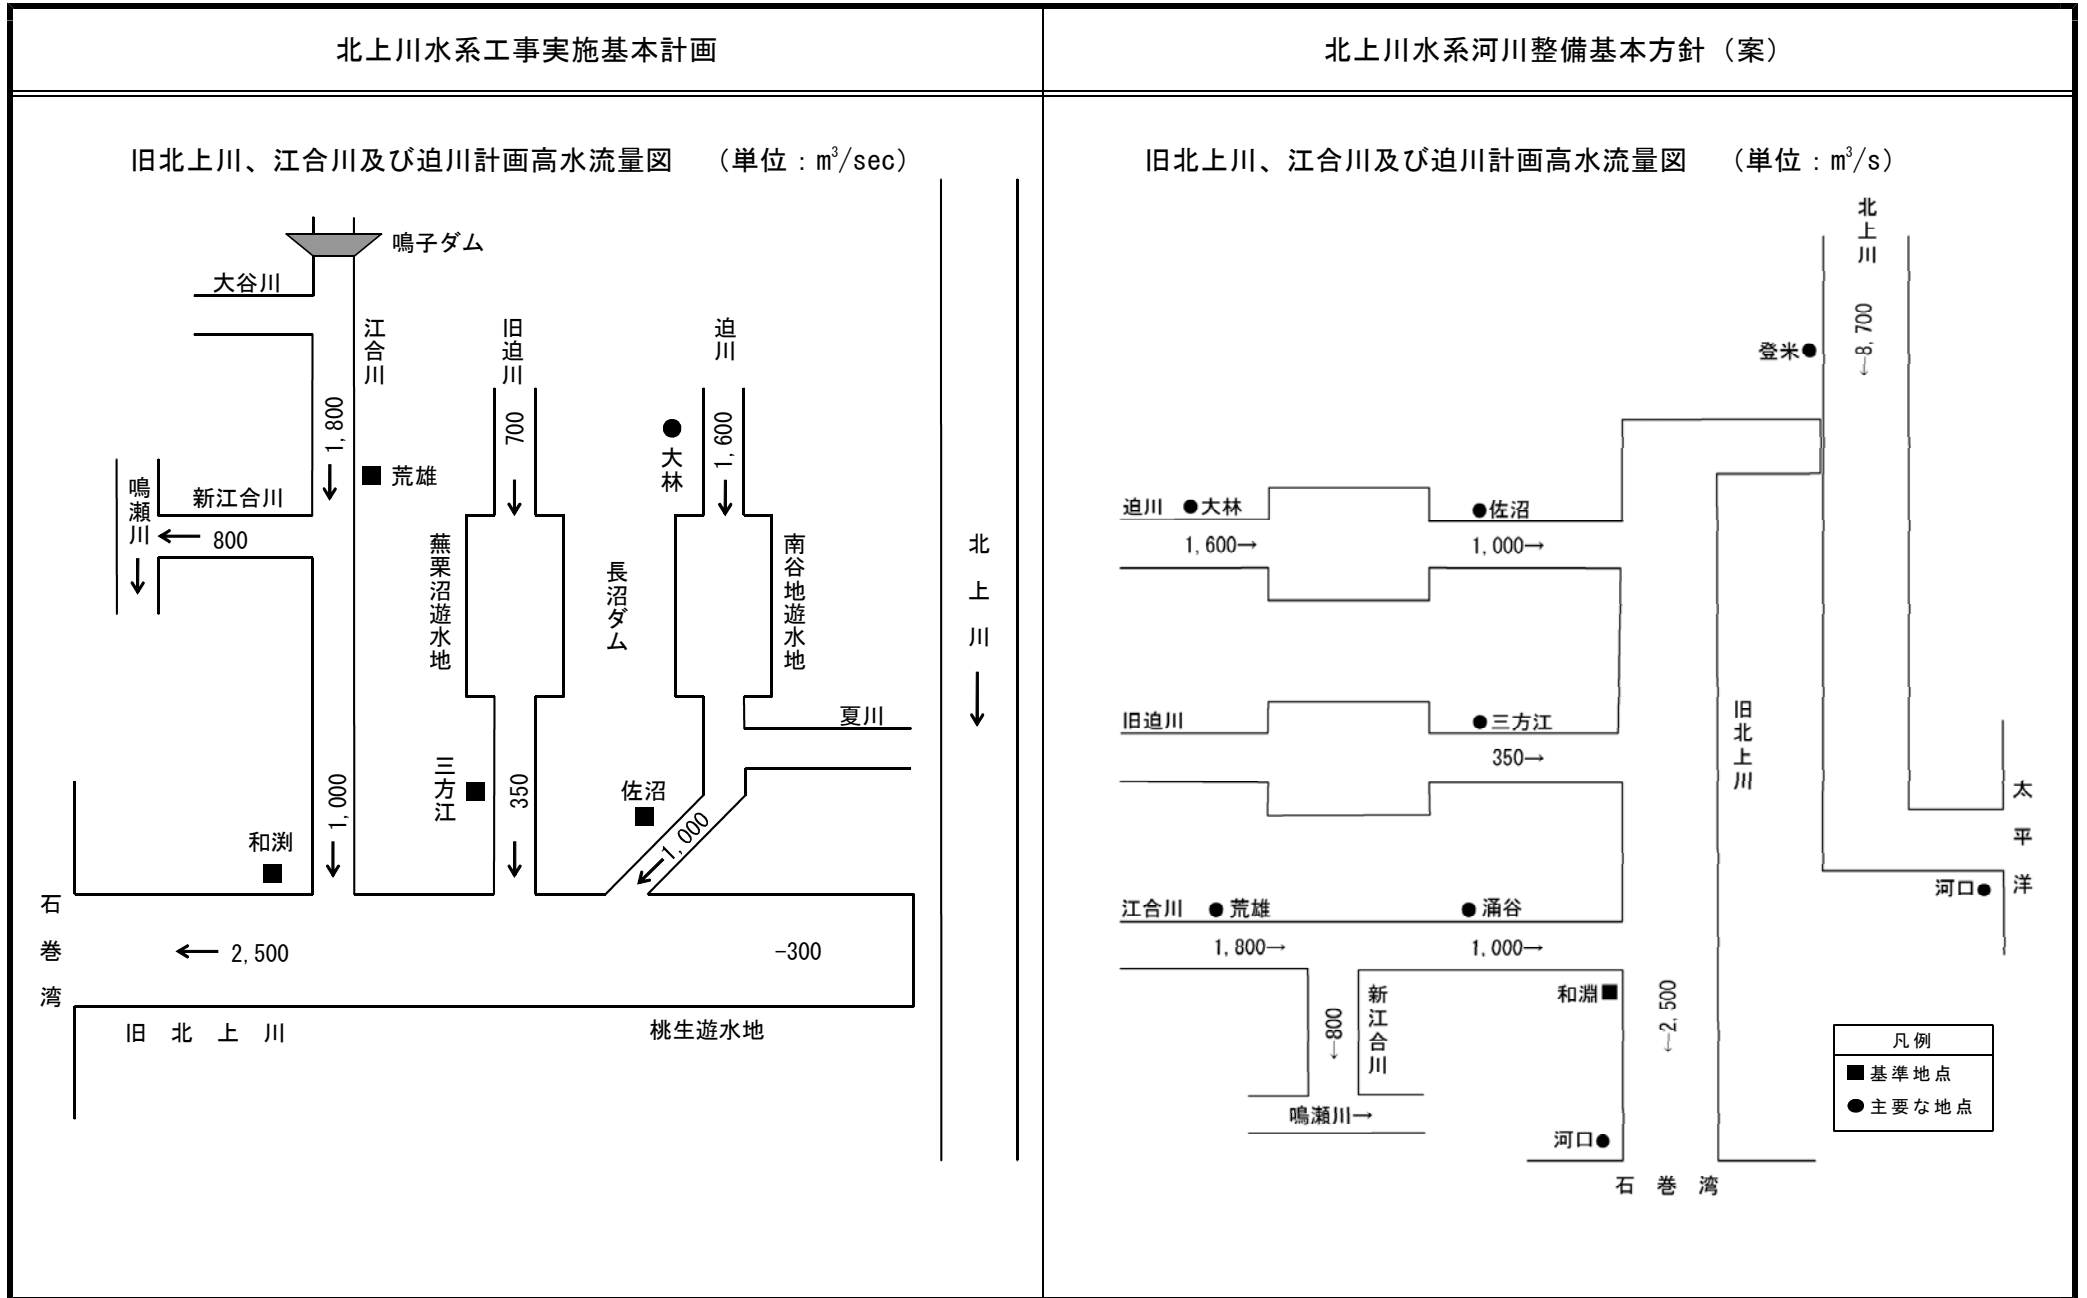 北上川水系工事実施基本計画
旧北上川、江合川及び迫川計画高水流量図 （単位：m³/sec）
鳴子ダム
大谷川
江合川
旧迫川
迫川
1,800
700
1,600
大林
荒雄
鳴瀬川
新江合川
800
蕪栗沼遊水地
長沼ダム
南谷地遊水地
北上川
夏川
三方江
佐沼
1,000
350
1,000
和渕
石巻湾
2,500
-300
旧北上川
桃生遊水地
北上川水系河川整備基本方針（案）
旧北上川、江合川及び迫川計画高水流量図 （単位：m³/s）
北上川
←8,700
登米●
迫川 ●大林
●佐沼
1,600→
1,000→
旧迫川
●三方江
350→
旧北上川
太平洋
河口●
江合川 ●荒雄
●涌谷
1,800→
1,000→
和淵■
新江合川
←800
←2,500
鳴瀬川→
河口●
石巻湾
凡例
■基準地点
●主要な地点